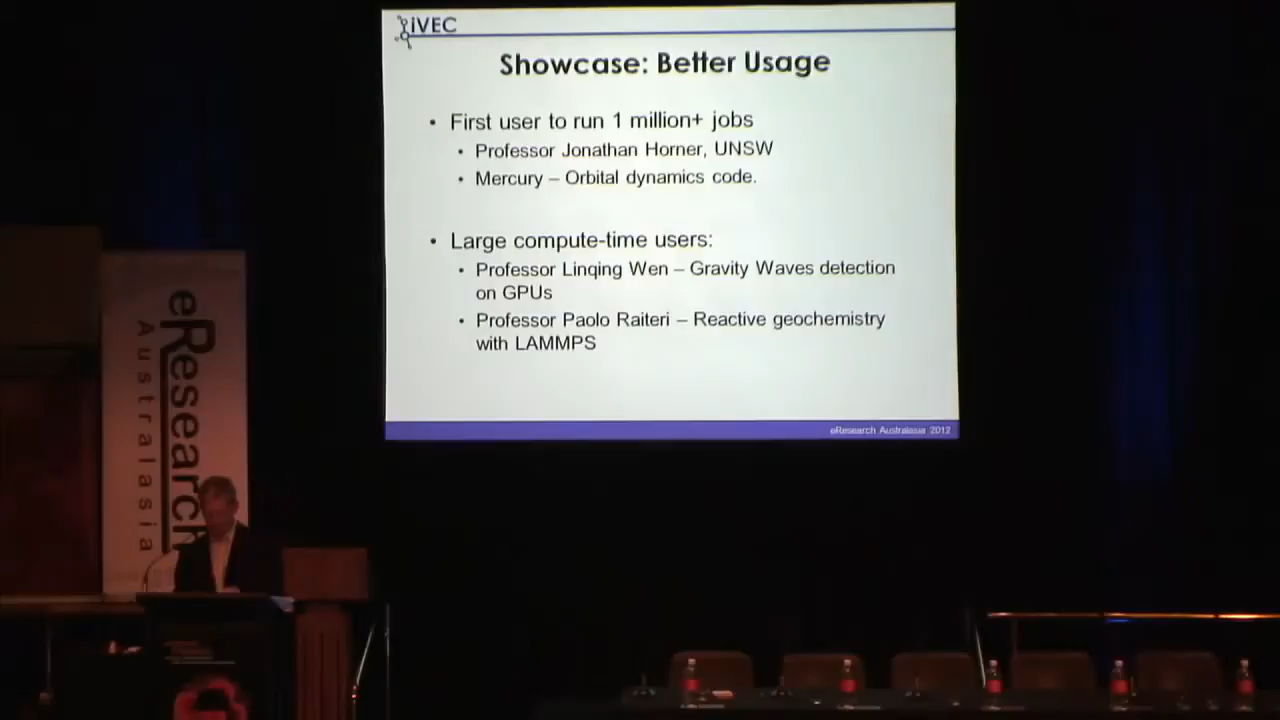 iVEC
Showcase: Better Usage
• First user to run 1 million+ jobs
• Professor Jonathan Horner, UNSW
• Mercury – Orbital dynamics code.
• Large compute-time users:
• Professor Linqing Wen – Gravity Waves detection
on GPUs
• Professor Paolo Raiteri – Reactive geochemistry
with LAMMPS
eResearch Australasia 2012
eResearch
Australasia